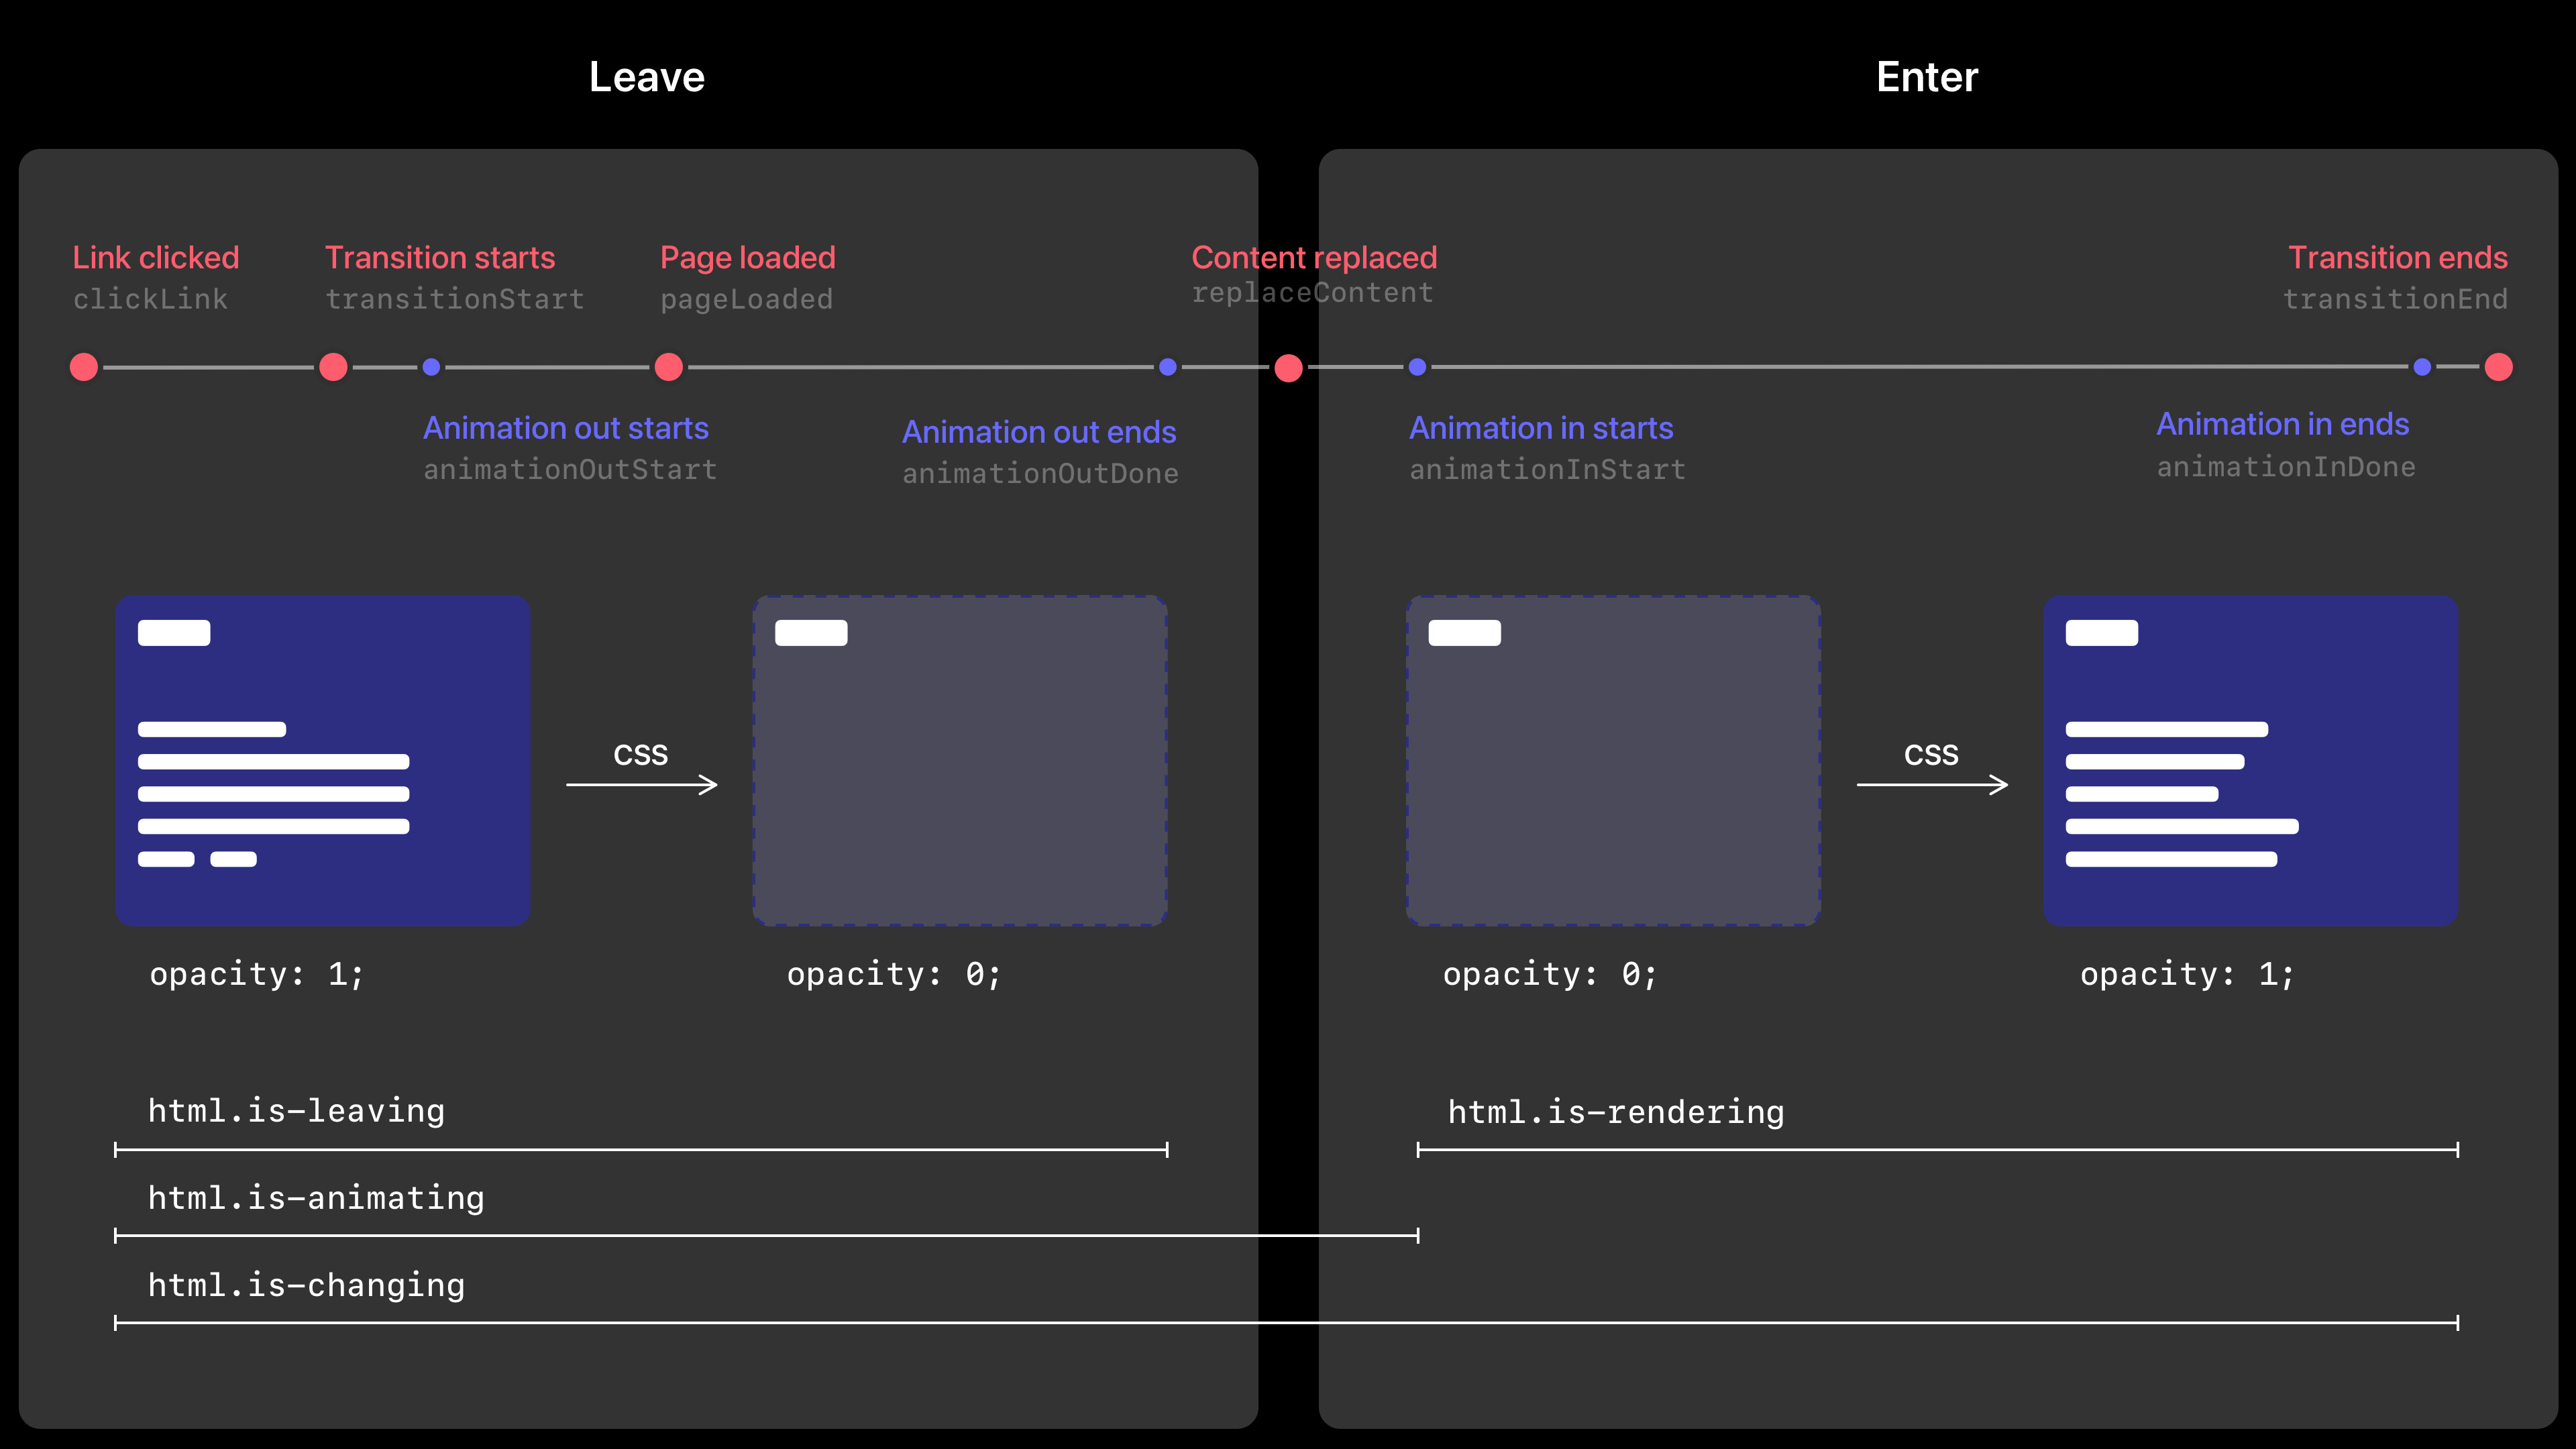 Leave
Enter
Link clicked
clickLink
Transition starts
transitionStart
Page loaded
pageLoaded
Content replaced
replaceContent
Transition ends
transitionEnd
Animation out starts
animationOutStart
Animation out ends
animationOutDone
Animation in starts
animationInStart
Animation in ends
animationInDone
CSS
CSS
opacity: 1;
opacity: 0;
opacity: 0;
opacity: 1;
html.is-leaving
html.is-rendering
html.is-animating
html.is-changing